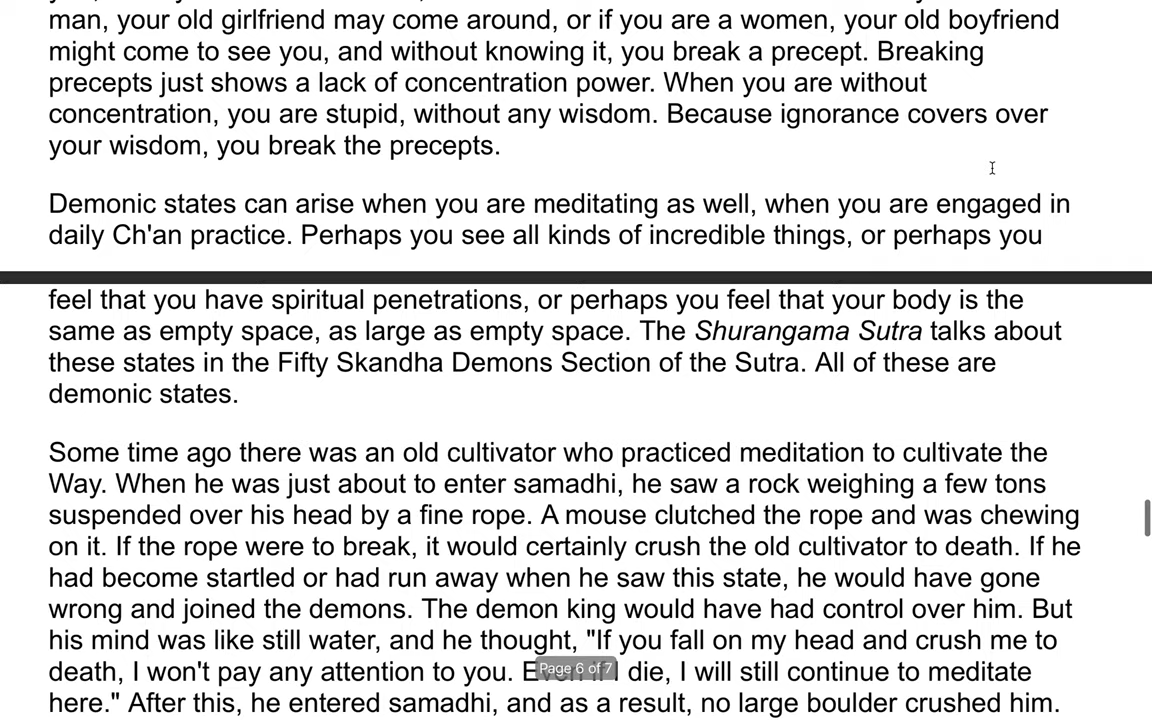 man, your old girlfriend may come around, or if you are a women, your old boyfriend
might come to see you, and without knowing it, you break a precept. Breaking
precepts just shows a lack of concentration power. When you are without
concentration, you are stupid, without any wisdom. Because ignorance covers over
your wisdom, you break the precepts.
Demonic states can arise when you are meditating as well, when you are engaged in
daily Ch'an practice. Perhaps you see all kinds of incredible things, or perhaps you
feel that you have spiritual penetrations, or perhaps you feel that your body is the
same as empty space, as large as empty space. The Shurangama Sutra talks about
these states in the Fifty Skandha Demons Section of the Sutra. All of these are
demonic states.
Some time ago there was an old cultivator who practiced meditation to cultivate the
Way. When he was just about to enter samadhi, he saw a rock weighing a few tons
suspended over his head by a fine rope. A mouse clutched the rope and was chewing
on it. If the rope were to break, it would certainly crush the old cultivator to death. If he
had become startled or had run away when he saw this state, he would have gone
wrong and joined the demons. The demon king would have had control over him. But
his mind was like still water, and he thought, "If you fall on my head and crush me to
death, I won't pay any attention to you. Even if I die, I will still continue to meditate
Page 6 of 7
here." After this, he entered samadhi, and as a result, no large boulder crushed him.